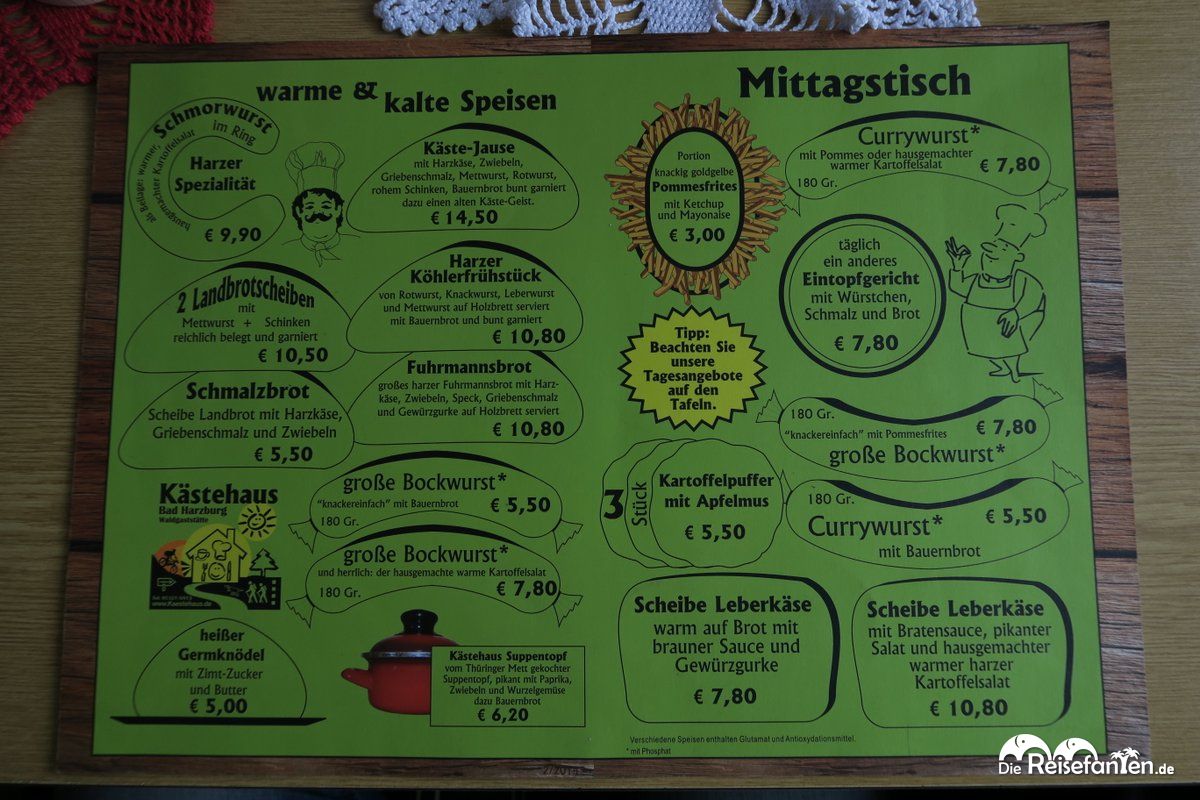 warme &
kalte Speisen
Schmorwurst
im Ring
Harzer
Spezialität
als Beilage: warmer,
hausgemachter Kartoffelsalat
€ 9,90
Käste-Jause
mit Harzkäse, Zwiebeln,
Griebenschmalz, Mettwurst, Rotwurst,
rohem Schinken, Bauernbrot bunt garniert
dazu einen alten Käste-Geist.
€ 14,50
2 Landbrotscheiben
mit
Mettwurst + Schinken
reichlich belegt und garniert
€ 10,50
Harzer
Köhlerfrühstück
von Rotwurst, Knackwurst, Leberwurst
und Mettwurst auf Holzbrett serviert
mit Bauernbrot und bunt garniert
€ 10,80
Schmalzbrot
Scheibe Landbrot mit Harzkäse,
Griebenschmalz und Zwiebeln
€ 5,50
Fuhrmannsbrot
großes harzer Fuhrmannsbrot mit Harz-
käse, Zwiebeln, Speck, Griebenschmalz
und Gewürzgurke auf Holzbrett serviert
€ 10,80
Kästehaus
Bad Harzburg
Waldgaststätte
www.Kaestehaus.de
große Bockwurst*
"knackereinfach" mit Bauernbrot
€ 5,50
180 Gr.
große Bockwurst*
und herrlich: der hausgemachte warme Kartoffelsalat
180 Gr.
€ 7,80
heißer
Germknödel
mit Zimt-Zucker
und Butter
€ 5,00
Kästehaus Suppentopf
vom Thüringer Mett gekochter
Suppentopf, pikant mit Paprika,
Zwiebeln und Wurzelgemüse
dazu Bauernbrot
€ 6,20
2/2019
Mittagstisch
Portion
knackig goldgelbe
Pommesfrites
mit Ketchup
und Mayonaise
€ 3,00
Currywurst*
mit Pommes oder hausgemachter
warmer Kartoffelsalat
€ 7,80
180 Gr.
täglich
ein anderes
Eintopfgericht
mit Würstchen,
Schmalz und Brot
€ 7,80
Tipp:
Beachten Sie
unsere
Tagesangebote
auf den
Tafeln.
180 Gr.
€ 7,80
"knackereinfach" mit Pommesfrites
große Bockwurst*
3
Stück
Kartoffelpuffer
mit Apfelmus
€ 5,50
180 Gr.
€ 5,50
Currywurst*
mit Bauernbrot
Scheibe Leberkäse
warm auf Brot mit
brauner Sauce und
Gewürzgurke
€ 7,80
Scheibe Leberkäse
mit Bratensauce, pikanter
Salat und hausgemachter
warmer harzer
Kartoffelsalat
€ 10,80
Verschiedene Speisen enthalten Glutamat und Antioxydationsmittel.
* mit Phosphat
Die Reisefanten.de